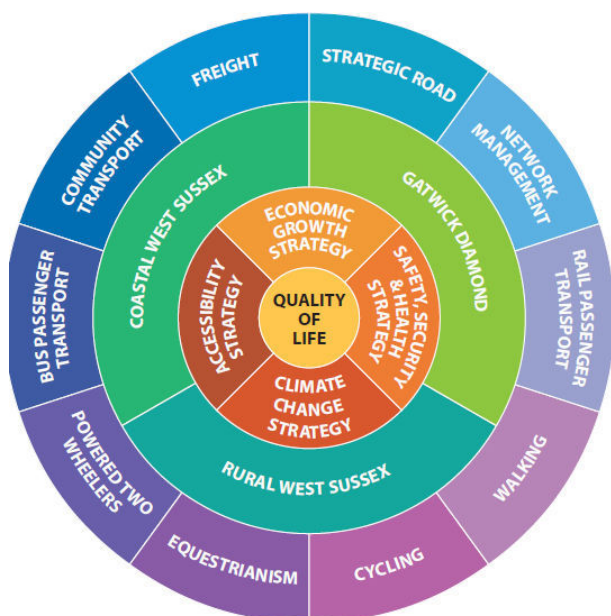 FREIGHT
STRATEGIC ROAD
COMMUNITY
TRANSPORT
NETWORK
MANAGEMENT
COASTAL WEST SUSSEX
GATWICK DIAMOND
ECONOMIC
GROWTH
STRATEGY
BUS PASSENGER
TRANSPORT
ACCESSIBILITY
STRATEGY
QUALITY
OF
LIFE
SAFETY, SECURITY
& HEALTH
STRATEGY
RAIL PASSENGER
TRANSPORT
CLIMATE
CHANGE
STRATEGY
POWERED TWO
WHEELERS
RURAL WEST SUSSEX
WALKING
EQUESTRIANISM
CYCLING